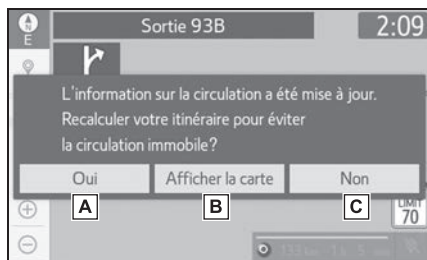 Sortie 93B
2:09
E
L'information sur la circulation a été mise à jour.
Recalculer votre itinéraire pour éviter
la circulation immobile?
Oui
Afficher la carte
Non
A
B
C
LIMIT
70